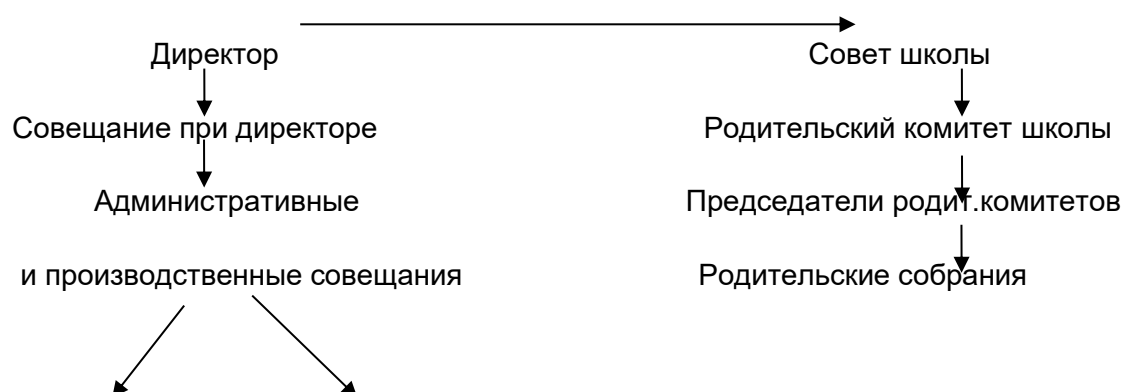 Директор Совет школы
Совещание при директоре Родительский комитет школы
Административные Председатели родит.комитетов
и производственные совещания Родительские собрания